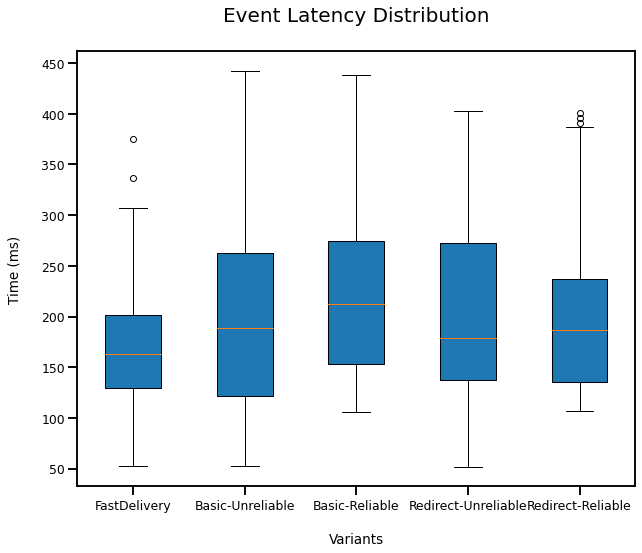 Event Latency Distribution
Time (ms)
450
400
350
300
250
200
150
100
50
FastDelivery Basic-Unreliable Basic-Reliable Redirect-Unreliable Redirect-Reliable
Variants